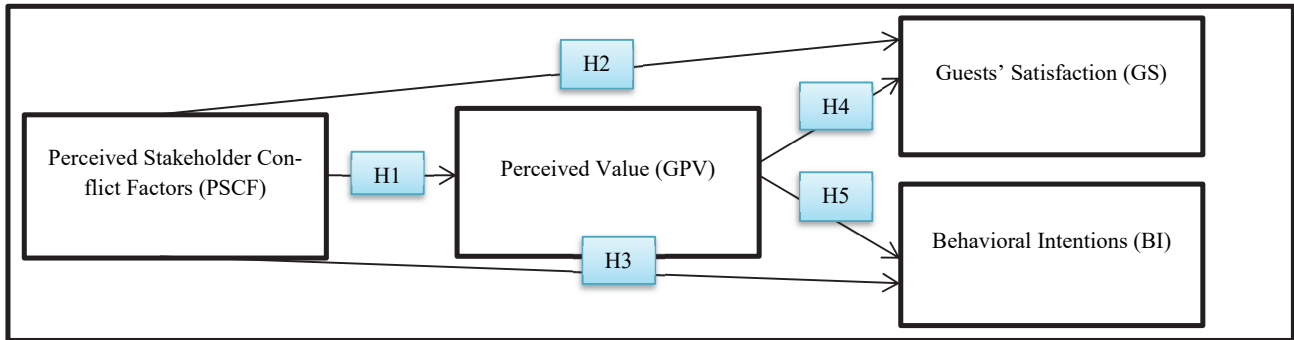 H2
Guests’ Satisfaction (GS)
H4
Perceived Stakeholder Con-
flict Factors (PSCF)
H1
Perceived Value (GPV)
H5
Behavioral Intentions (BI)
H3